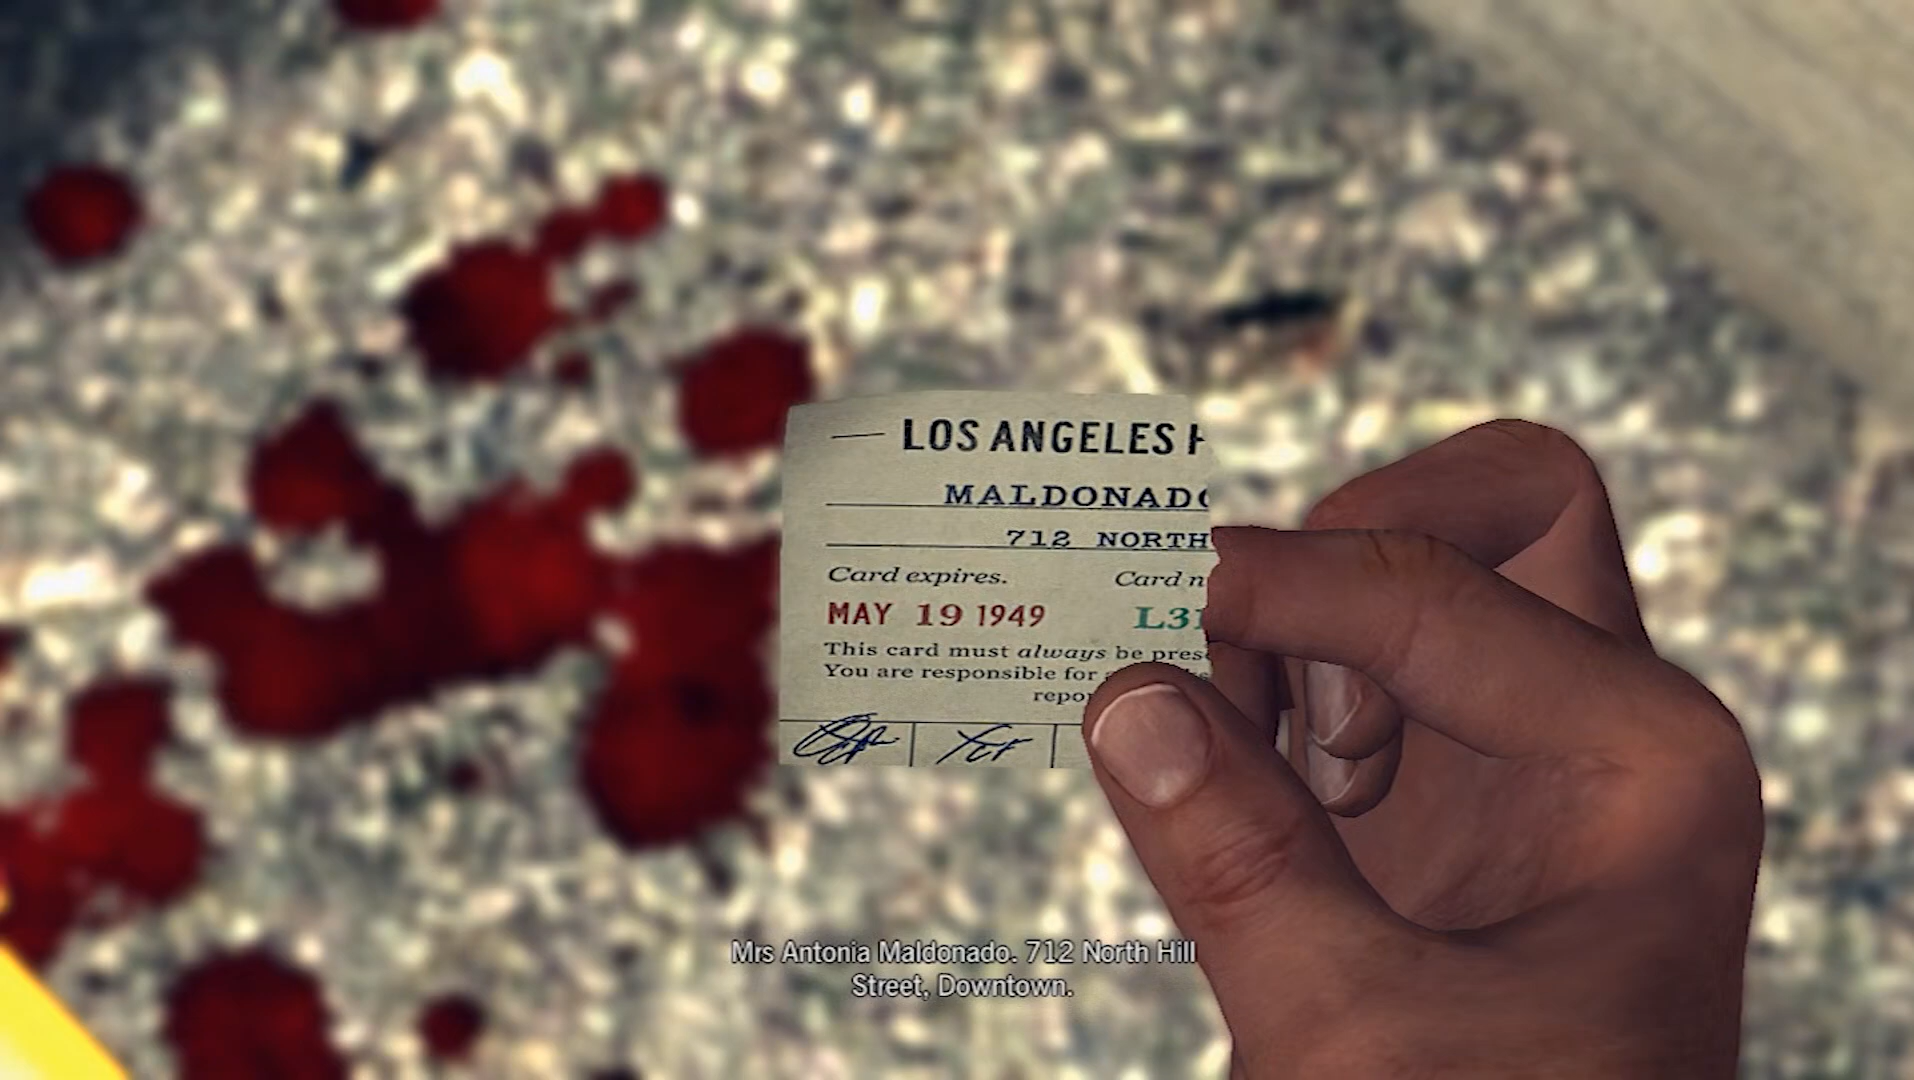 LOS ANGELES
MALDONADO
712 NORTH
Card expires. Card
MAY 19 1949 L31
This card must always be
You are responsible for
Mrs Antonia Maldonado. 712 North Hill
Street, Downtown.